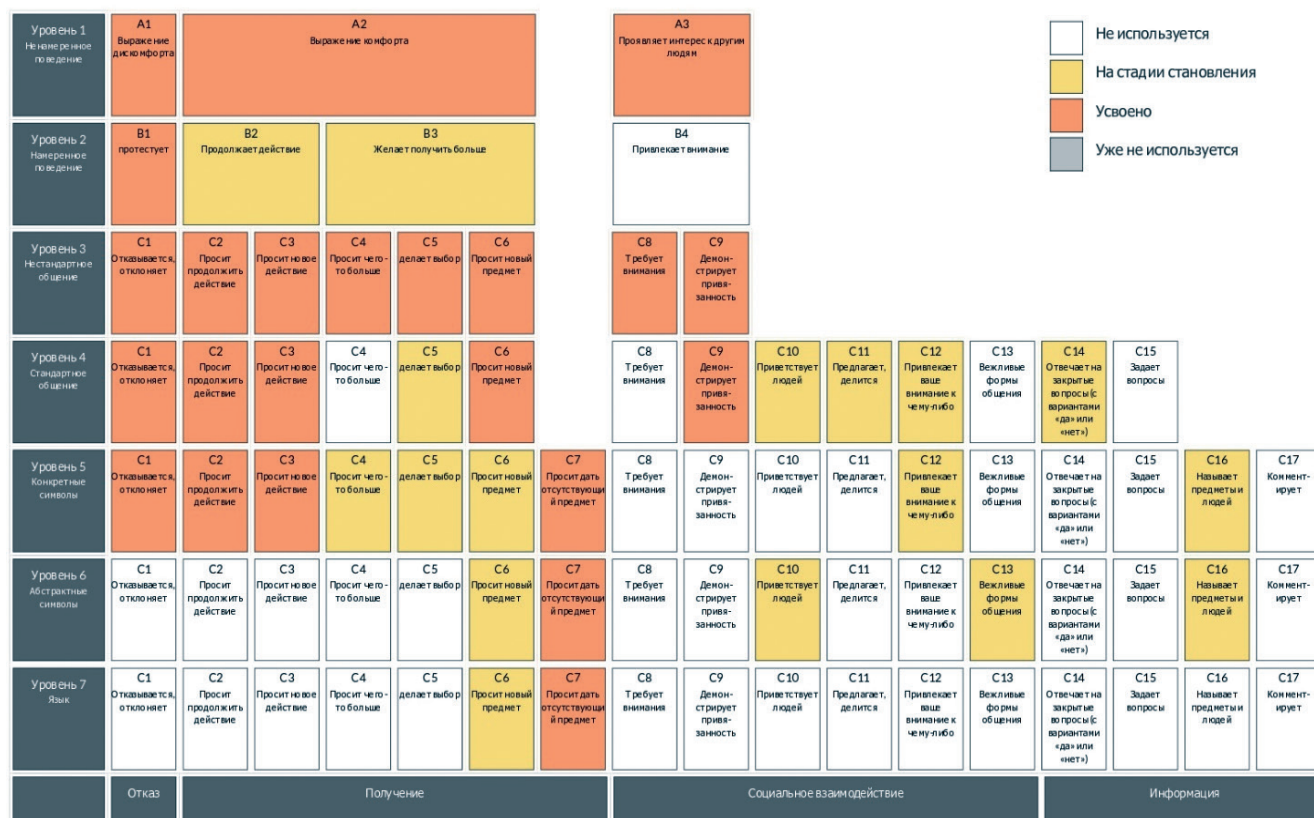 Уровень 1
Ненамеренное
поведение
A1
Выражение
дискомфорта
A2
Выражение комфорта
A3
Проявляет интерес к другим
людям
Не используется
На стадии становления
Усвоено
Уже не используется
Уровень 2
Намеренное
поведение
B1
протестует
B2
Продолжает действие
B3
Желает получить больше
B4
Привлекает внимание
Уровень 3
Нестандартное
общение
C1
Отказывается,
отклоняет
C2
Просит
продолжить
действие
C3
Просит новое
действие
C4
Просит чего-
то больше
C5
делает выбор
C6
Просит новый
предмет
C8
Требует
внимания
C9
Демон-
стрирует
привя-
занность
Уровень 4
Стандартное
общение
C1
Отказывается,
отклоняет
C2
Просит
продолжить
действие
C3
Просит новое
действие
C4
Просит чего-
то больше
C5
делает выбор
C6
Просит новый
предмет
C8
Требует
внимания
C9
Демон-
стрирует
привя-
занность
C10
Приветствует
людей
C11
Предлагает,
делится
C12
Привлекает
ваше
внимание к
чему-либо
C13
Вежливые
формы
общения
C14
Отвечает на
закрытые
вопросы (с
вариантами
«да» или
«нет»)
C15
Задает
вопросы
Уровень 5
Конкретные
символы
C1
Отказывается,
отклоняет
C2
Просит
продолжить
действие
C3
Просит новое
действие
C4
Просит чего-
то больше
C5
делает выбор
C6
Просит новый
предмет
C7
Просит дать
отсутствующи
й предмет
C8
Требует
внимания
C9
Демон-
стрирует
привя-
занность
C10
Приветствует
людей
C11
Предлагает,
делится
C12
Привлекает
ваше
внимание к
чему-либо
C13
Вежливые
формы
общения
C14
Отвечает на
закрытые
вопросы (с
вариантами
«да» или
«нет»)
C15
Задает
вопросы
C16
Называет
предметы и
людей
C17
Коммент-
ирует
Уровень 6
Абстрактные
символы
C1
Отказывается,
отклоняет
C2
Просит
продолжить
действие
C3
Просит новое
действие
C4
Просит чего-
то больше
C5
делает выбор
C6
Просит новый
предмет
C7
Просит дать
отсутствующи
й предмет
C8
Требует
внимания
C9
Демон-
стрирует
привя-
занность
C10
Приветствует
людей
C11
Предлагает,
делится
C12
Привлекает
ваше
внимание к
чему-либо
C13
Вежливые
формы
общения
C14
Отвечает на
закрытые
вопросы (с
вариантами
«да» или
«нет»)
C15
Задает
вопросы
C16
Называет
предметы и
людей
C17
Коммент-
ирует
Уровень 7
Язык
C1
Отказывается,
отклоняет
C2
Просит
продолжить
действие
C3
Просит новое
действие
C4
Просит чего-
то больше
C5
делает выбор
C6
Просит новый
предмет
C7
Просит дать
отсутствующи
й предмет
C8
Требует
внимания
C9
Демон-
стрирует
привя-
занность
C10
Приветствует
людей
C11
Предлагает,
делится
C12
Привлекает
ваше
внимание к
чему-либо
C13
Вежливые
формы
общения
C14
Отвечает на
закрытые
вопросы (с
вариантами
«да» или
«нет»)
C15
Задает
вопросы
C16
Называет
предметы и
людей
C17
Коммент-
ирует
Отказ
Получение
Социальное взаимодействие
Информация